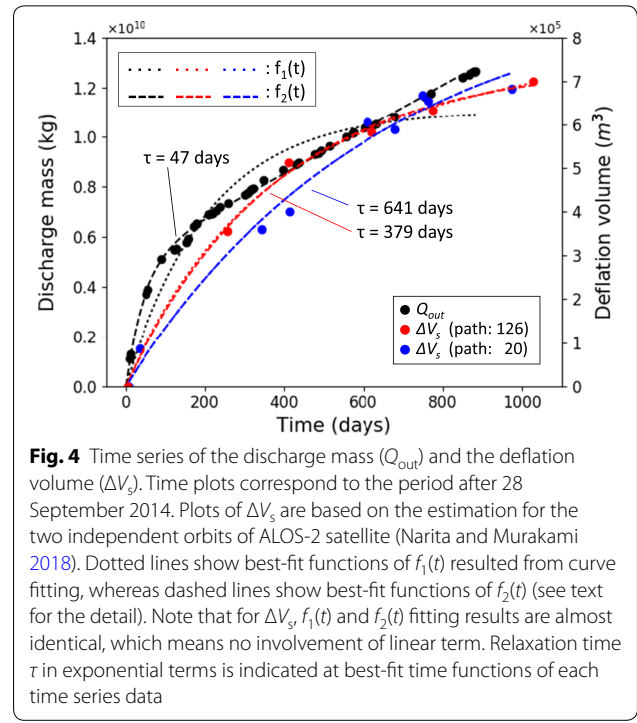 1.4
×10¹⁰
×10⁵
8
: f₁(t)
: f₂(t)
1.2
7
1.0
6
τ = 47 days
5
0.8
4
τ = 641 days
τ = 379 days
0.6
3
0.4
2
Q_out
ΔV_s (path: 126)
ΔV_s (path: 20)
0.2
1
0.0
0
0 200 400 600 800 1000
Time (days)
Discharge mass (kg)
Deflation volume (m³)
Fig. 4 Time series of the discharge mass (Q_out) and the deflation
volume (ΔV_s). Time plots correspond to the period after 28
September 2014. Plots of ΔV_s are based on the estimation for the
two independent orbits of ALOS-2 satellite (Narita and Murakami
2018). Dotted lines show best-fit functions of f₁(t) resulted from curve
fitting, whereas dashed lines show best-fit functions of f₂(t) (see text
for the detail). Note that for ΔV_s, f₁(t) and f₂(t) fitting results are almost
identical, which means no involvement of linear term. Relaxation time
τ in exponential terms is indicated at best-fit time functions of each
time series data